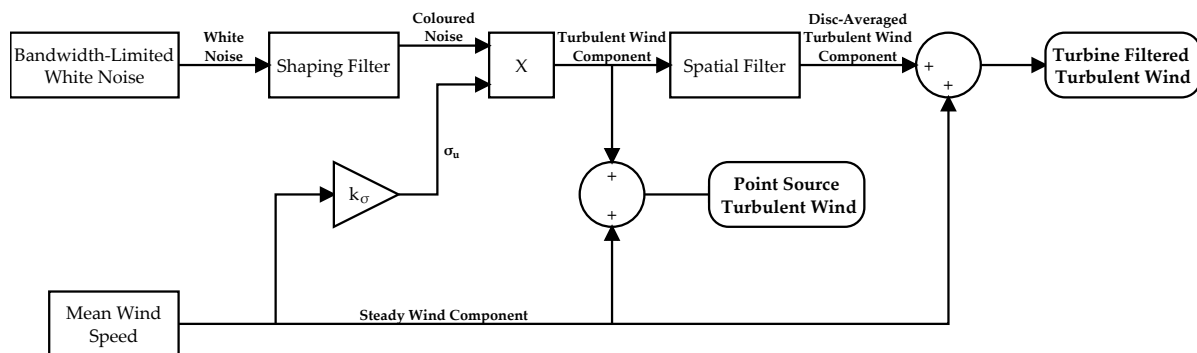 Bandwidth-Limited
White Noise
White
Noise
Shaping Filter
Coloured
Noise
X
Turbulent Wind
Component
Spatial Filter
Disc-Averaged
Turbulent Wind
Component
+
+
Turbine Filtered
Turbulent Wind
σu
kσ
+
+
Point Source
Turbulent Wind
Mean Wind
Speed
Steady Wind Component